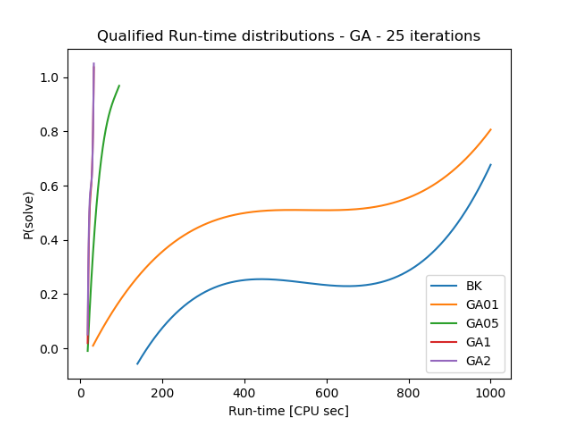 Qualified Run-time distributions - GA - 25 iterations
1.0
0.8
0.6
0.4
0.2
0.0
P(solve)
0 200 400 600 800 1000
Run-time [CPU sec]
BK
GA01
GA05
GA1
GA2